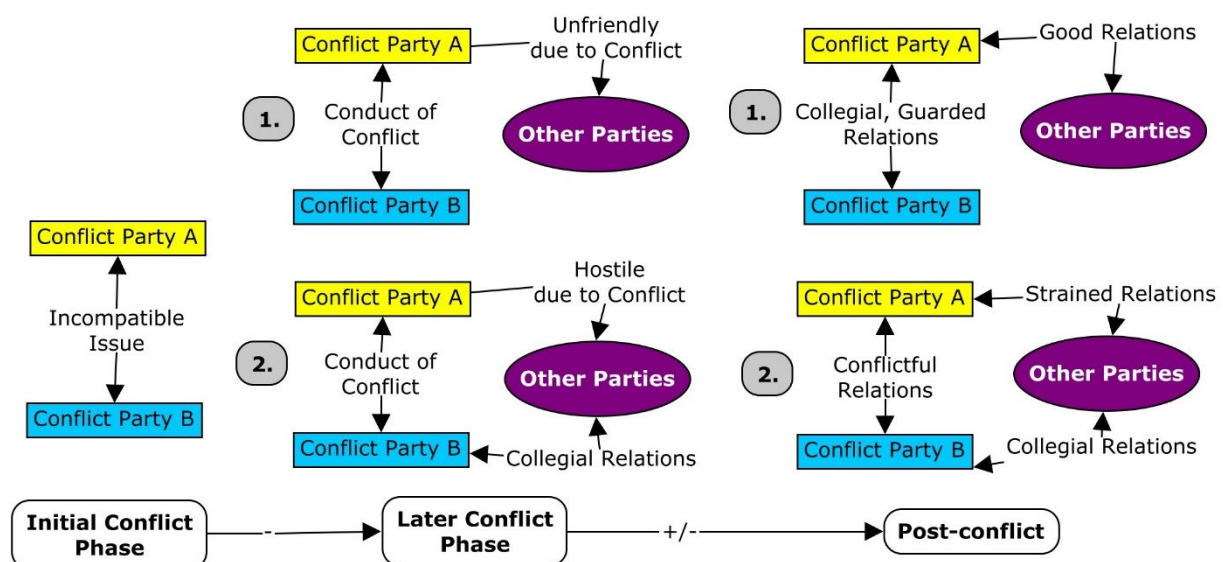 Conflict Party A
Incompatible
Issue
Conflict Party B
1.
Conflict Party A
Unfriendly
due to Conflict
Conduct of
Conflict
Other Parties
Conflict Party B
2.
Conflict Party A
Hostile
due to Conflict
Conduct of
Conflict
Other Parties
Conflict Party B
Collegial Relations
1.
Conflict Party A
Good Relations
Collegial, Guarded
Relations
Other Parties
Conflict Party B
2.
Conflict Party A
Strained Relations
Conflictful
Relations
Other Parties
Conflict Party B
Collegial Relations
Initial Conflict
Phase
-
Later Conflict
Phase
+/-
Post-conflict